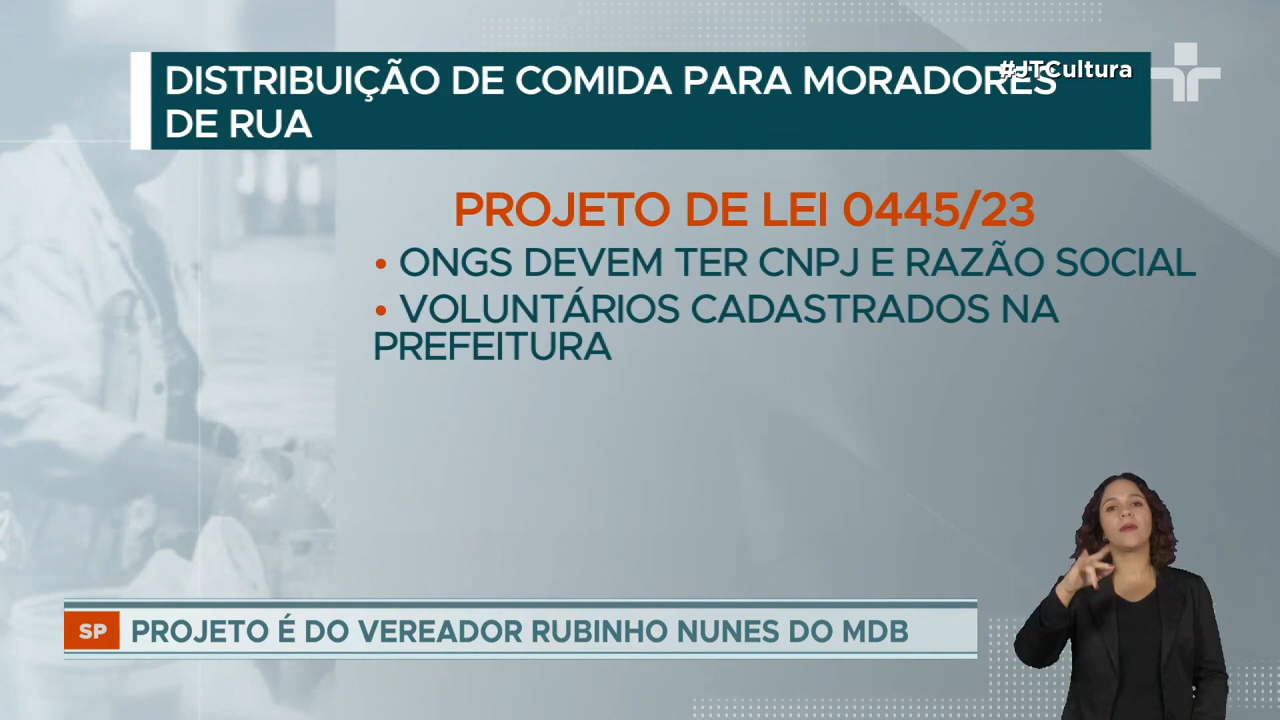 DISTRIBUIÇÃO DE COMIDA PARA MORADORES
DE RUA
#JTCultura
PROJETO DE LEI 0445/23
• ONGS DEVEM TER CNPJ E RAZÃO SOCIAL
• VOLUNTÁRIOS CADASTRADOS NA
PREFEITURA
SP PROJETO É DO VEREADOR RUBINHO NUNES DO MDB